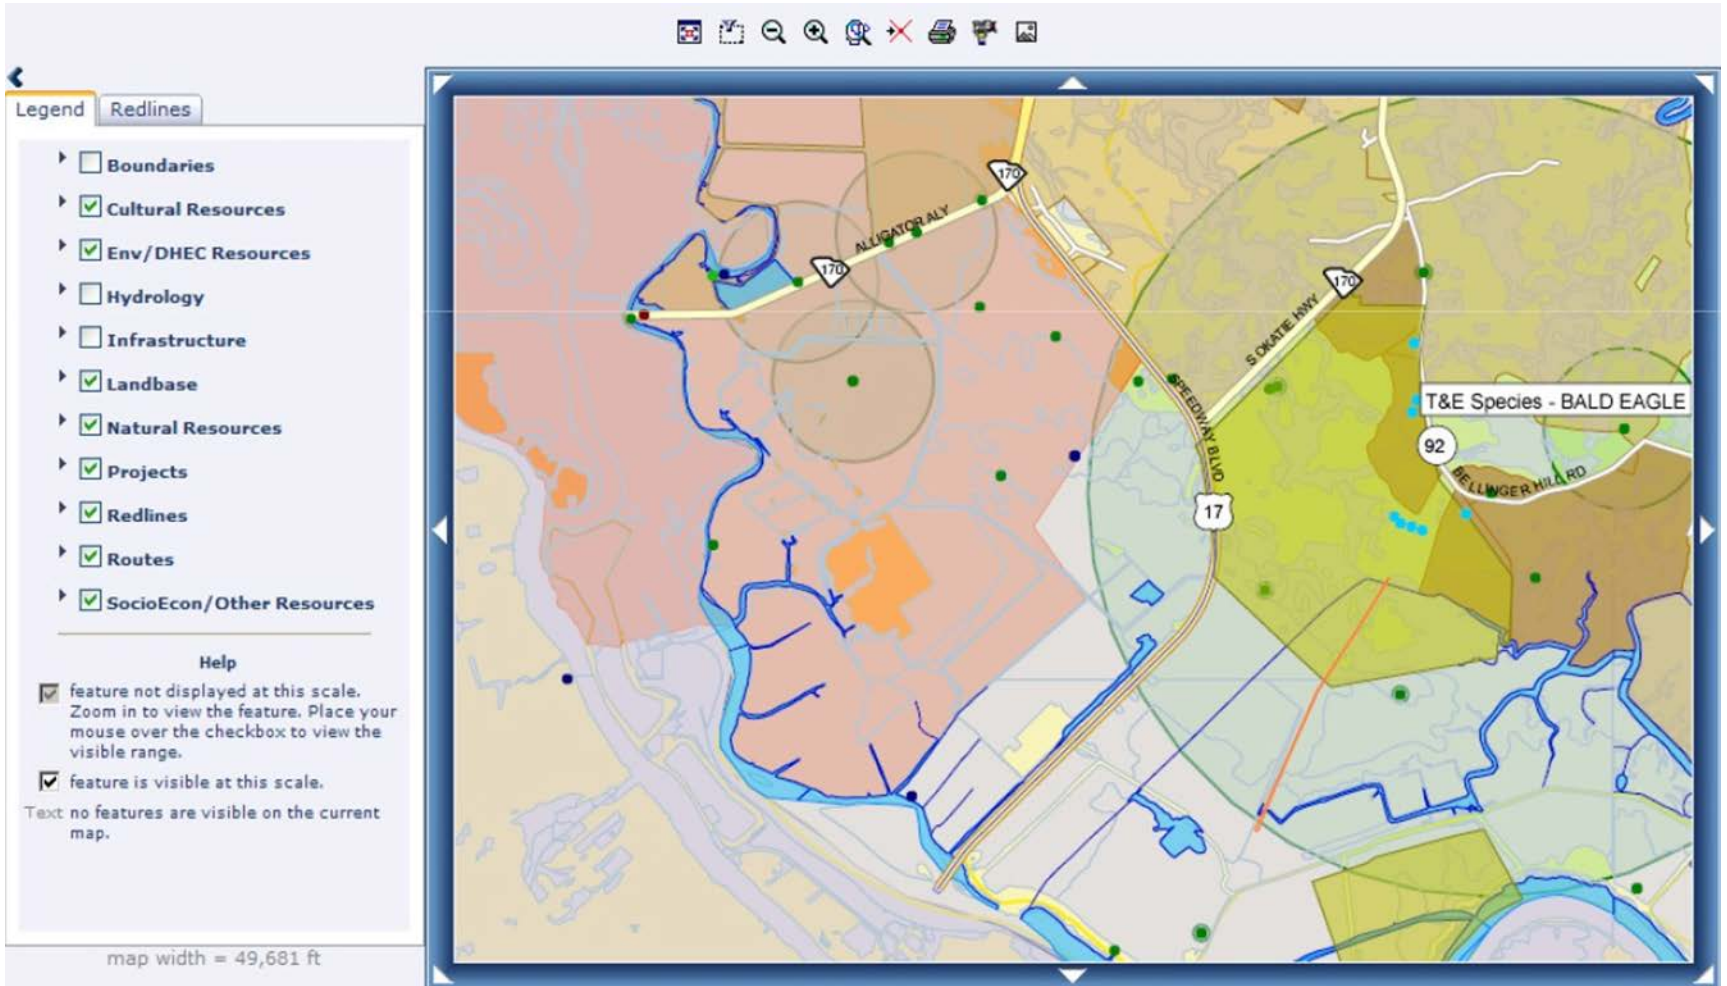 Legend
Redlines
Boundaries
Cultural Resources
Env/DHEC Resources
Hydrology
Infrastructure
Landbase
Natural Resources
Projects
Redlines
Routes
SocioEcon/Other Resources
Help
feature not displayed at this scale.
Zoom in to view the feature. Place your
mouse over the checkbox to view the
visible range.
feature is visible at this scale.
Text no features are visible on the current
map.
map width = 49,681 ft
170
ALLIGATOR ALY
170
170
S OKATIE HWY
SPEEDWAY BLVD
T&E Species - BALD EAGLE
92
BELLINGER HILL RD
17